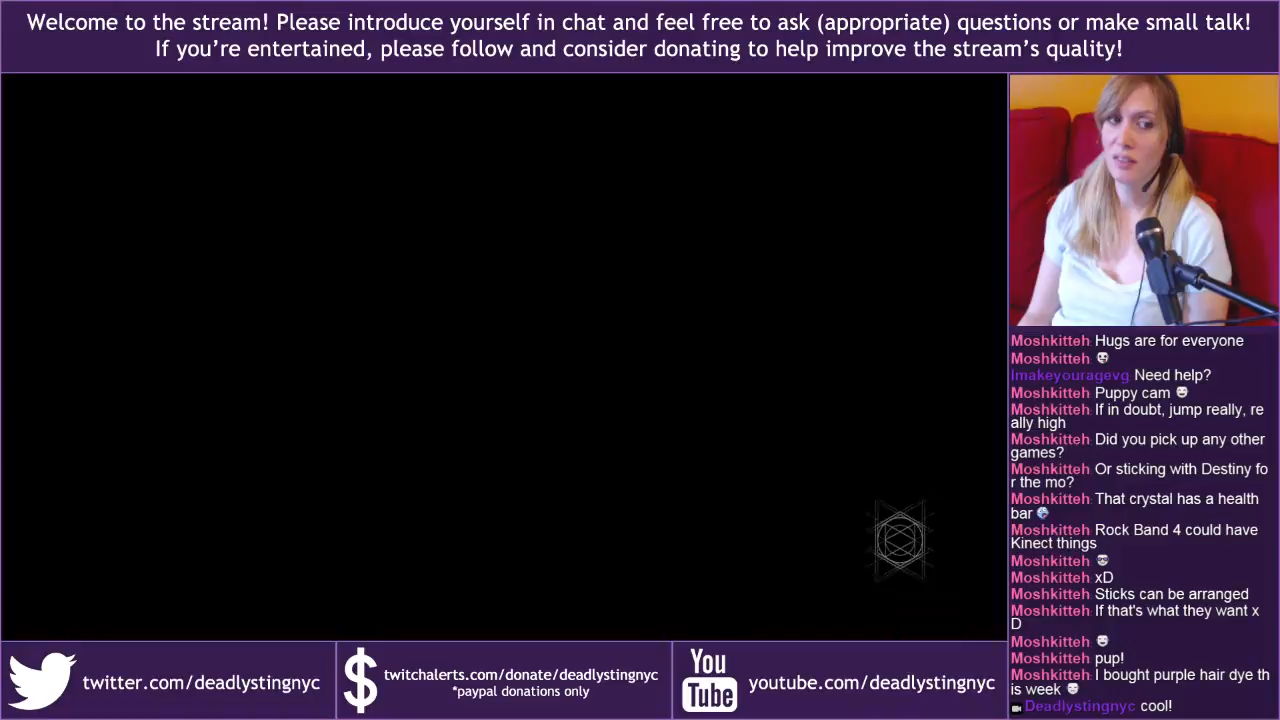 Welcome to the stream! Please introduce yourself in chat and feel free to ask (appropriate) questions or make small talk!
If you're entertained, please follow and consider donating to help improve the stream's quality!
Moshkitteh Hugs are for everyone
Moshkitteh
Imakeyouragevg Need help?
Moshkitteh Puppy cam
Moshkitteh If in doubt, jump really, re
ally high
Moshkitteh Did you pick up any other
games?
Moshkitteh Or sticking with Destiny fo
r the mo?
Moshkitteh That crystal has a health
bar
Moshkitteh Rock Band 4 could have
Kinect things
Moshkitteh
Moshkitteh xD
Moshkitteh Sticks can be arranged
Moshkitteh If that's what they want x
D
Moshkitteh
Moshkitteh pup!
Moshkitteh I bought purple hair dye th
is week
Deadlystingnyc cool!
twitter.com/deadlystingnyc
$
twitchalerts.com/donate/deadlystingnyc
*paypal donations only
You
Tube
youtube.com/deadlystingnyc